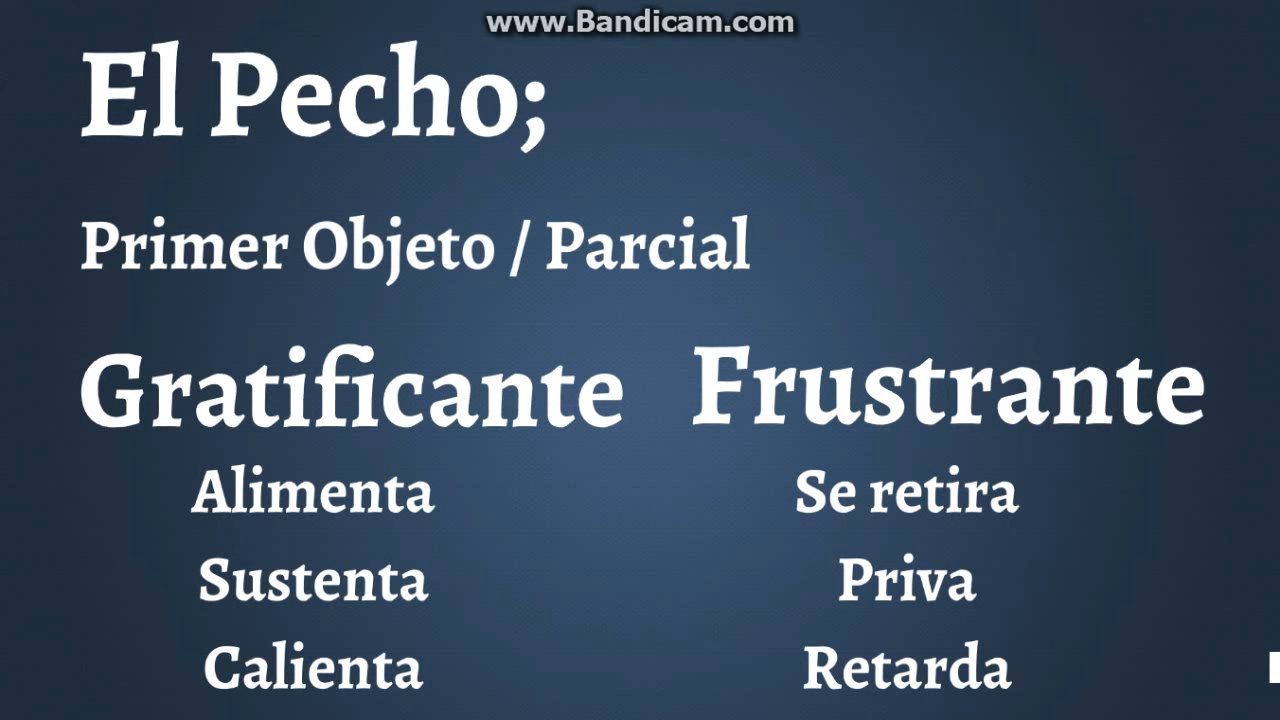 www.Bandicam.com
El Pecho;
Primer Objeto / Parcial
Gratificante Frustrante
Alimenta Se retira
Sustenta Priva
Calienta Retarda